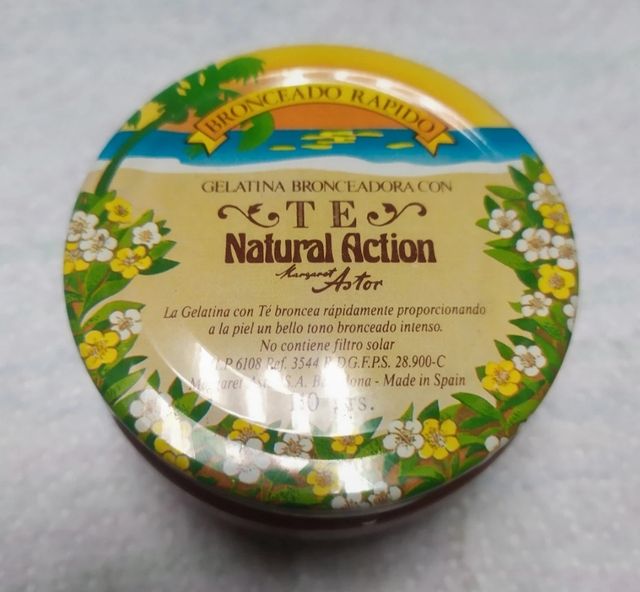 BRONCEADO RAPIDO
GELATINA BRONCEADORA CON
TE
Natural Action
Margaret
Astor
La Gelatina con Té broncea rápidamente proporcionando
a la piel un bello tono bronceado intenso.
No contiene filtro solar
6108 Ref. 3544 D.G.F.P.S. 28.900-C
S.A. - Made in Spain
grs.